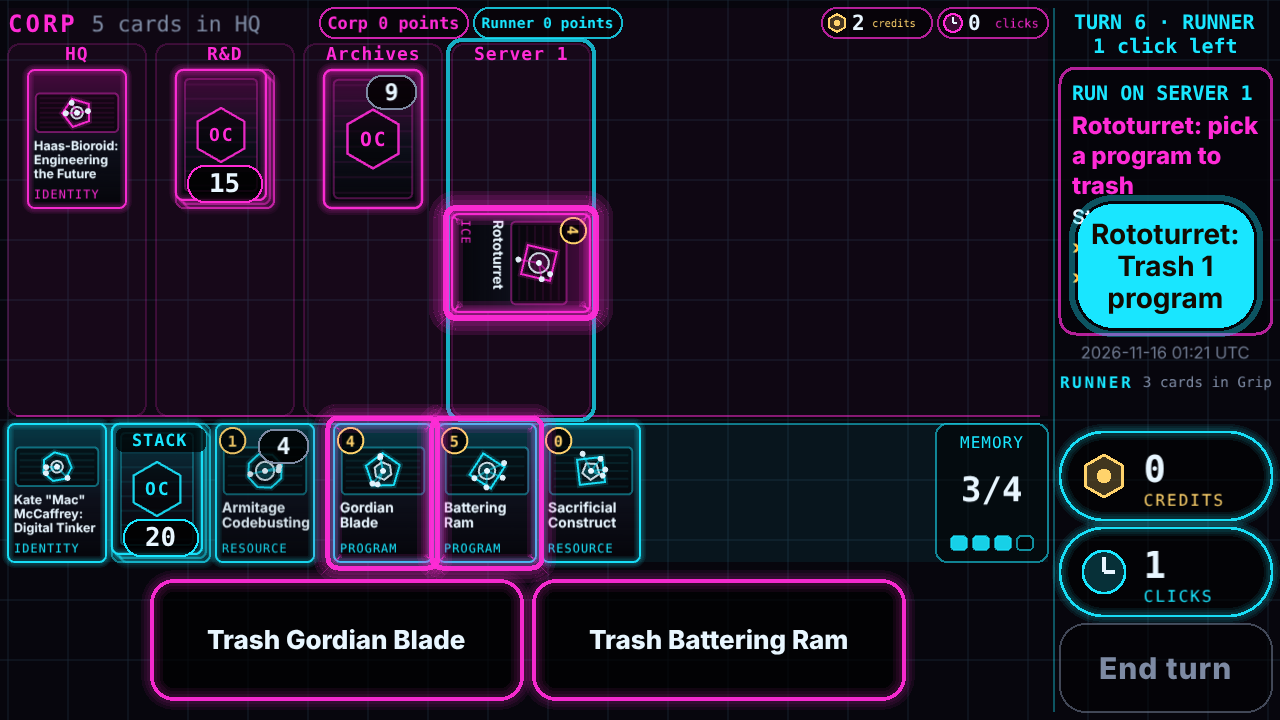 CORP 5 cards in HQ
Corp 0 points
Runner 0 points
2 credits
0 clicks
TURN 6 · RUNNER
1 click left
HQ
R&D
Archives
Server 1
Haas-Bioroid:
Engineering
the Future
IDENTITY
OC
15
9
OC
4
Rototurret
ICE
RUN ON SERVER 1
Rototurret: pick
a program to
trash
Rototurret:
Trash 1
program
2026-11-16 01:21 UTC
RUNNER 3 cards in Grip
Kate "Mac"
McCaffrey:
Digital Tinker
IDENTITY
STACK
OC
20
1
4
Armitage
Codebusting
RESOURCE
4
Gordian
Blade
PROGRAM
5
Battering
Ram
PROGRAM
0
Sacrificial
Construct
RESOURCE
MEMORY
3/4
0
CREDITS
1
CLICKS
Trash Gordian Blade
Trash Battering Ram
End turn